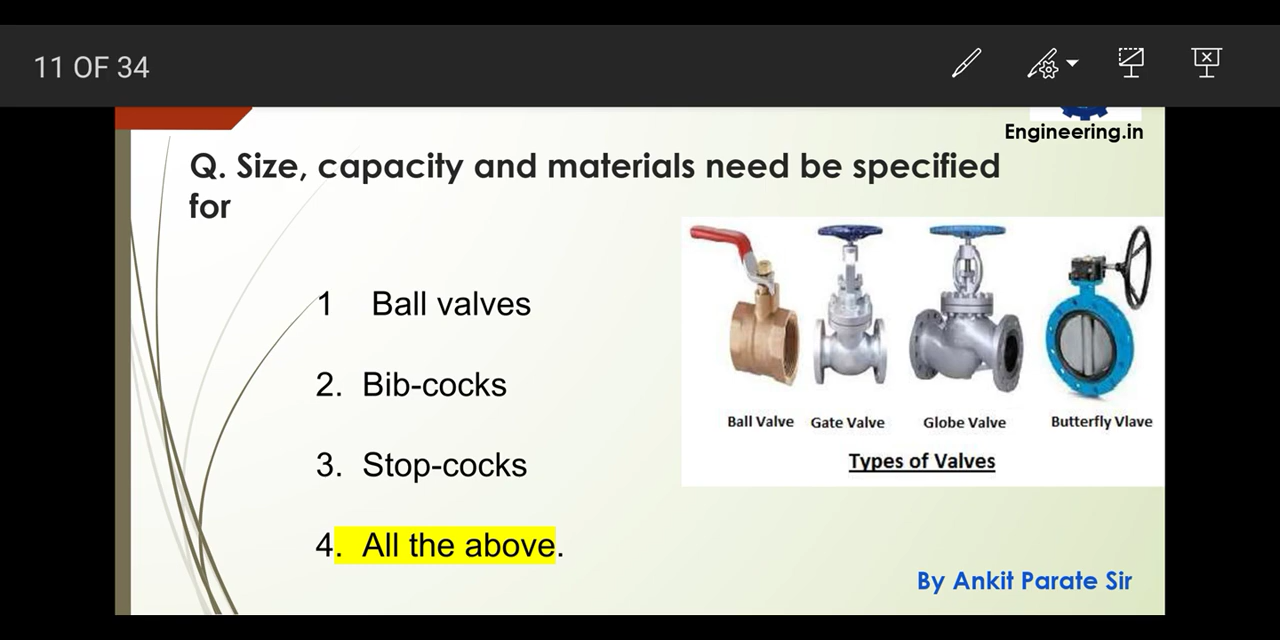 11 OF 34
Engineering.in
Q. Size, capacity and materials need be specified
for
1 Ball valves
2. Bib-cocks
3. Stop-cocks
4. All the above.
Ball Valve Gate Valve Globe Valve Butterfly Vlave
Types of Valves
By Ankit Parate Sir